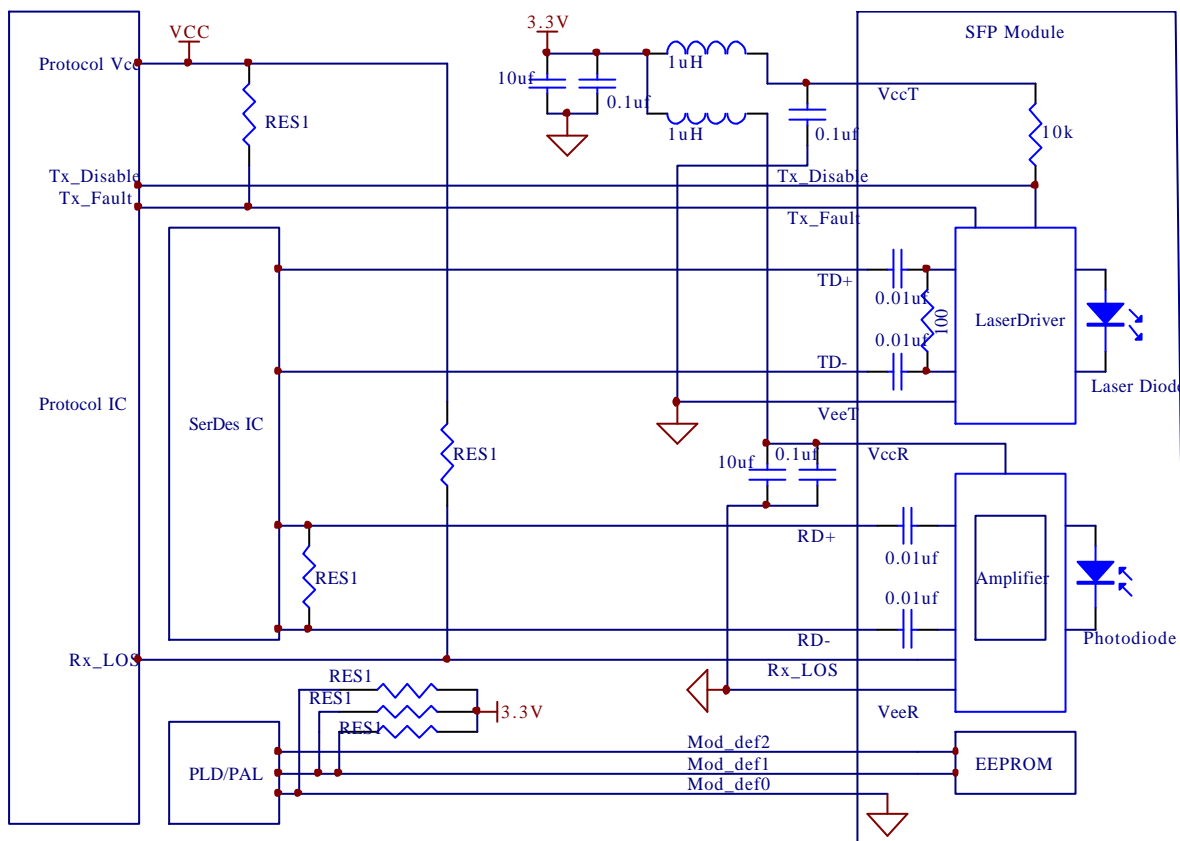 VCC
3.3V
SFP Module
Protocol Vcc
1uH
10uf
0.1uf
VccT
RES1
1uH
0.1uf
10k
Tx_Disable
Tx_Disable
Tx_Fault
Tx_Fault
TD+
0.01uf
100
LaserDriver
0.01uf
TD-
Laser Diode
Protocol IC
SerDes IC
VeeT
RES1
10uf
0.1uf
VccR
RD+
0.01uf
RES1
Amplifier
0.01uf
RD-
Photodiode
Rx_LOS
Rx_LOS
RES1
RES1
RES1
3.3V
VeeR
Mod_def2
PLD/PAL
Mod_def1
EEPROM
Mod_def0